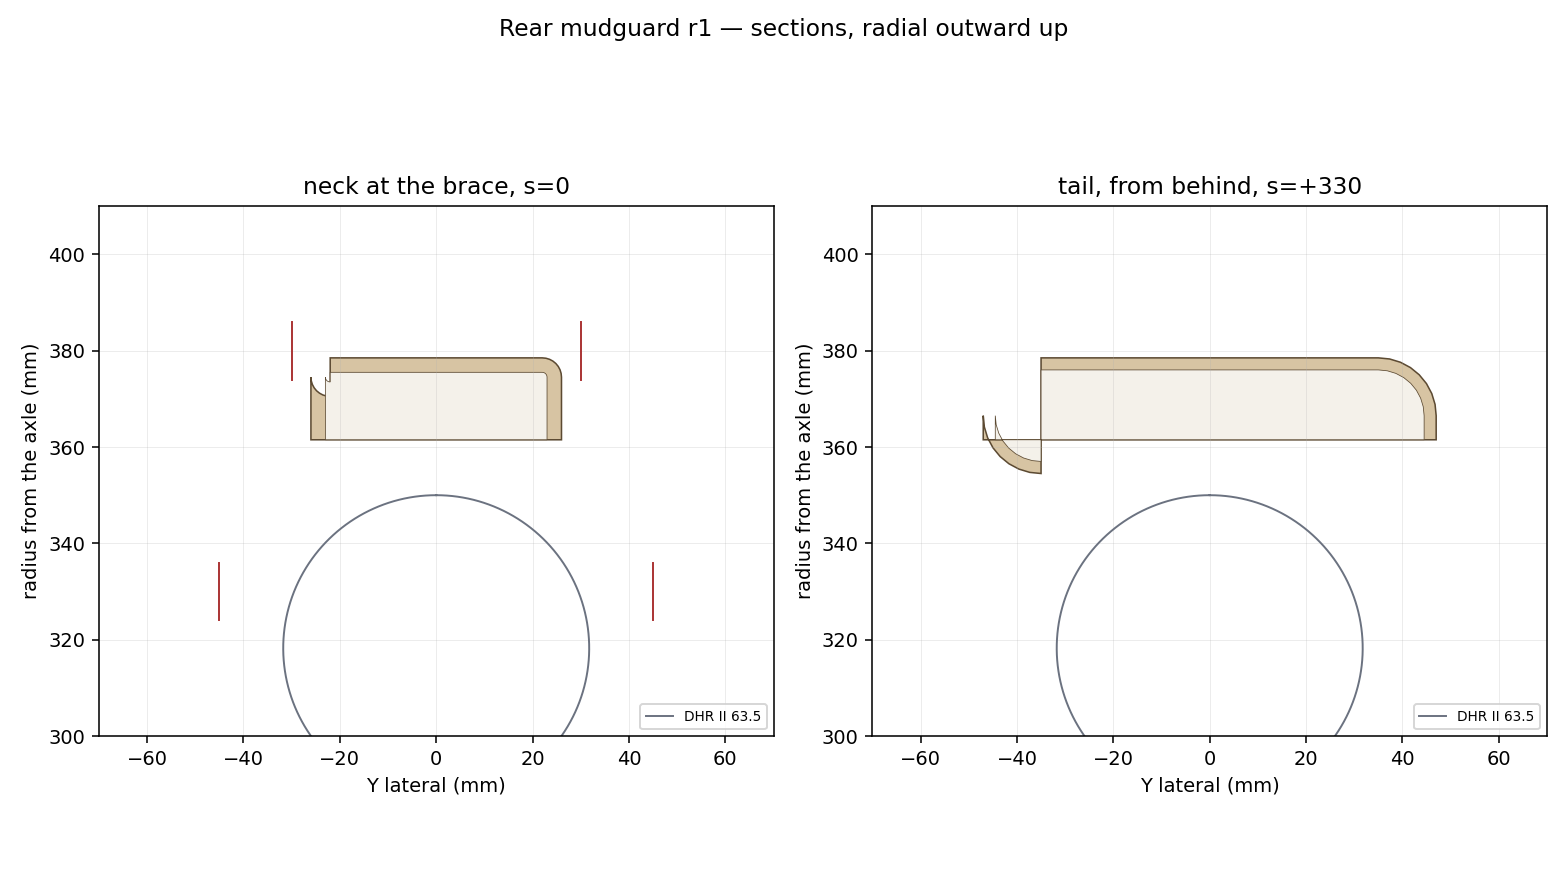 Rear mudguard r1 — sections, radial outward up
neck at the brace, s=0
radius from the axle (mm)
400
380
360
340
320
300
−60
−40
−20
0
20
40
60
Y lateral (mm)
DHR II 63.5
tail, from behind, s=+330
radius from the axle (mm)
400
380
360
340
320
300
−60
−40
−20
0
20
40
60
Y lateral (mm)
DHR II 63.5